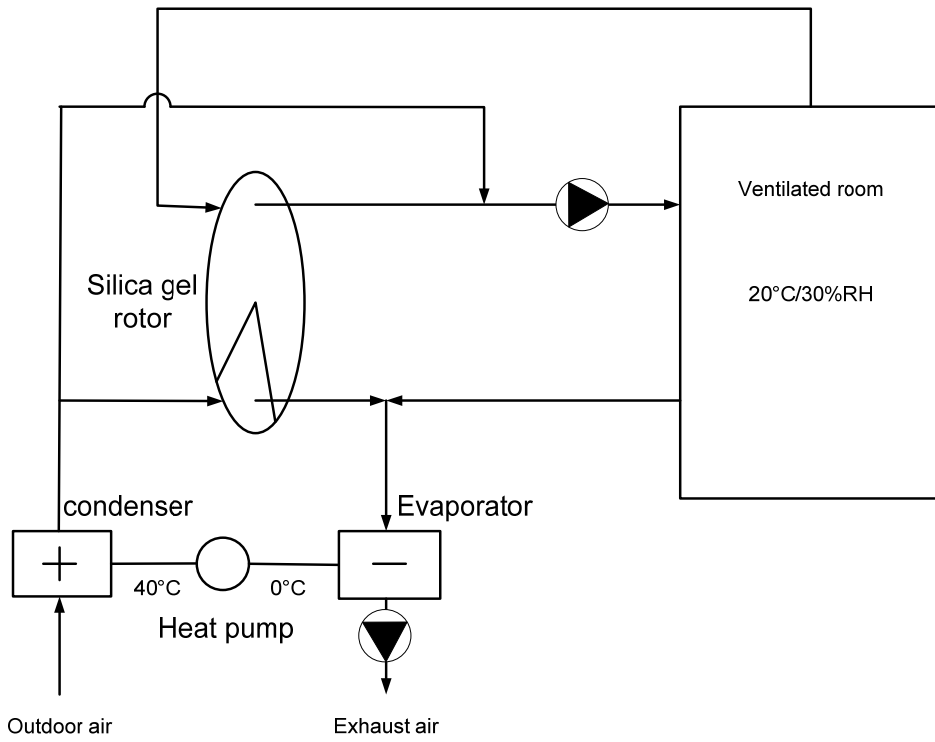 Ventilated room
20°C/30%RH
Silica gel
rotor
condenser
Evaporator
+
−
40°C
0°C
Heat pump
Outdoor air
Exhaust air